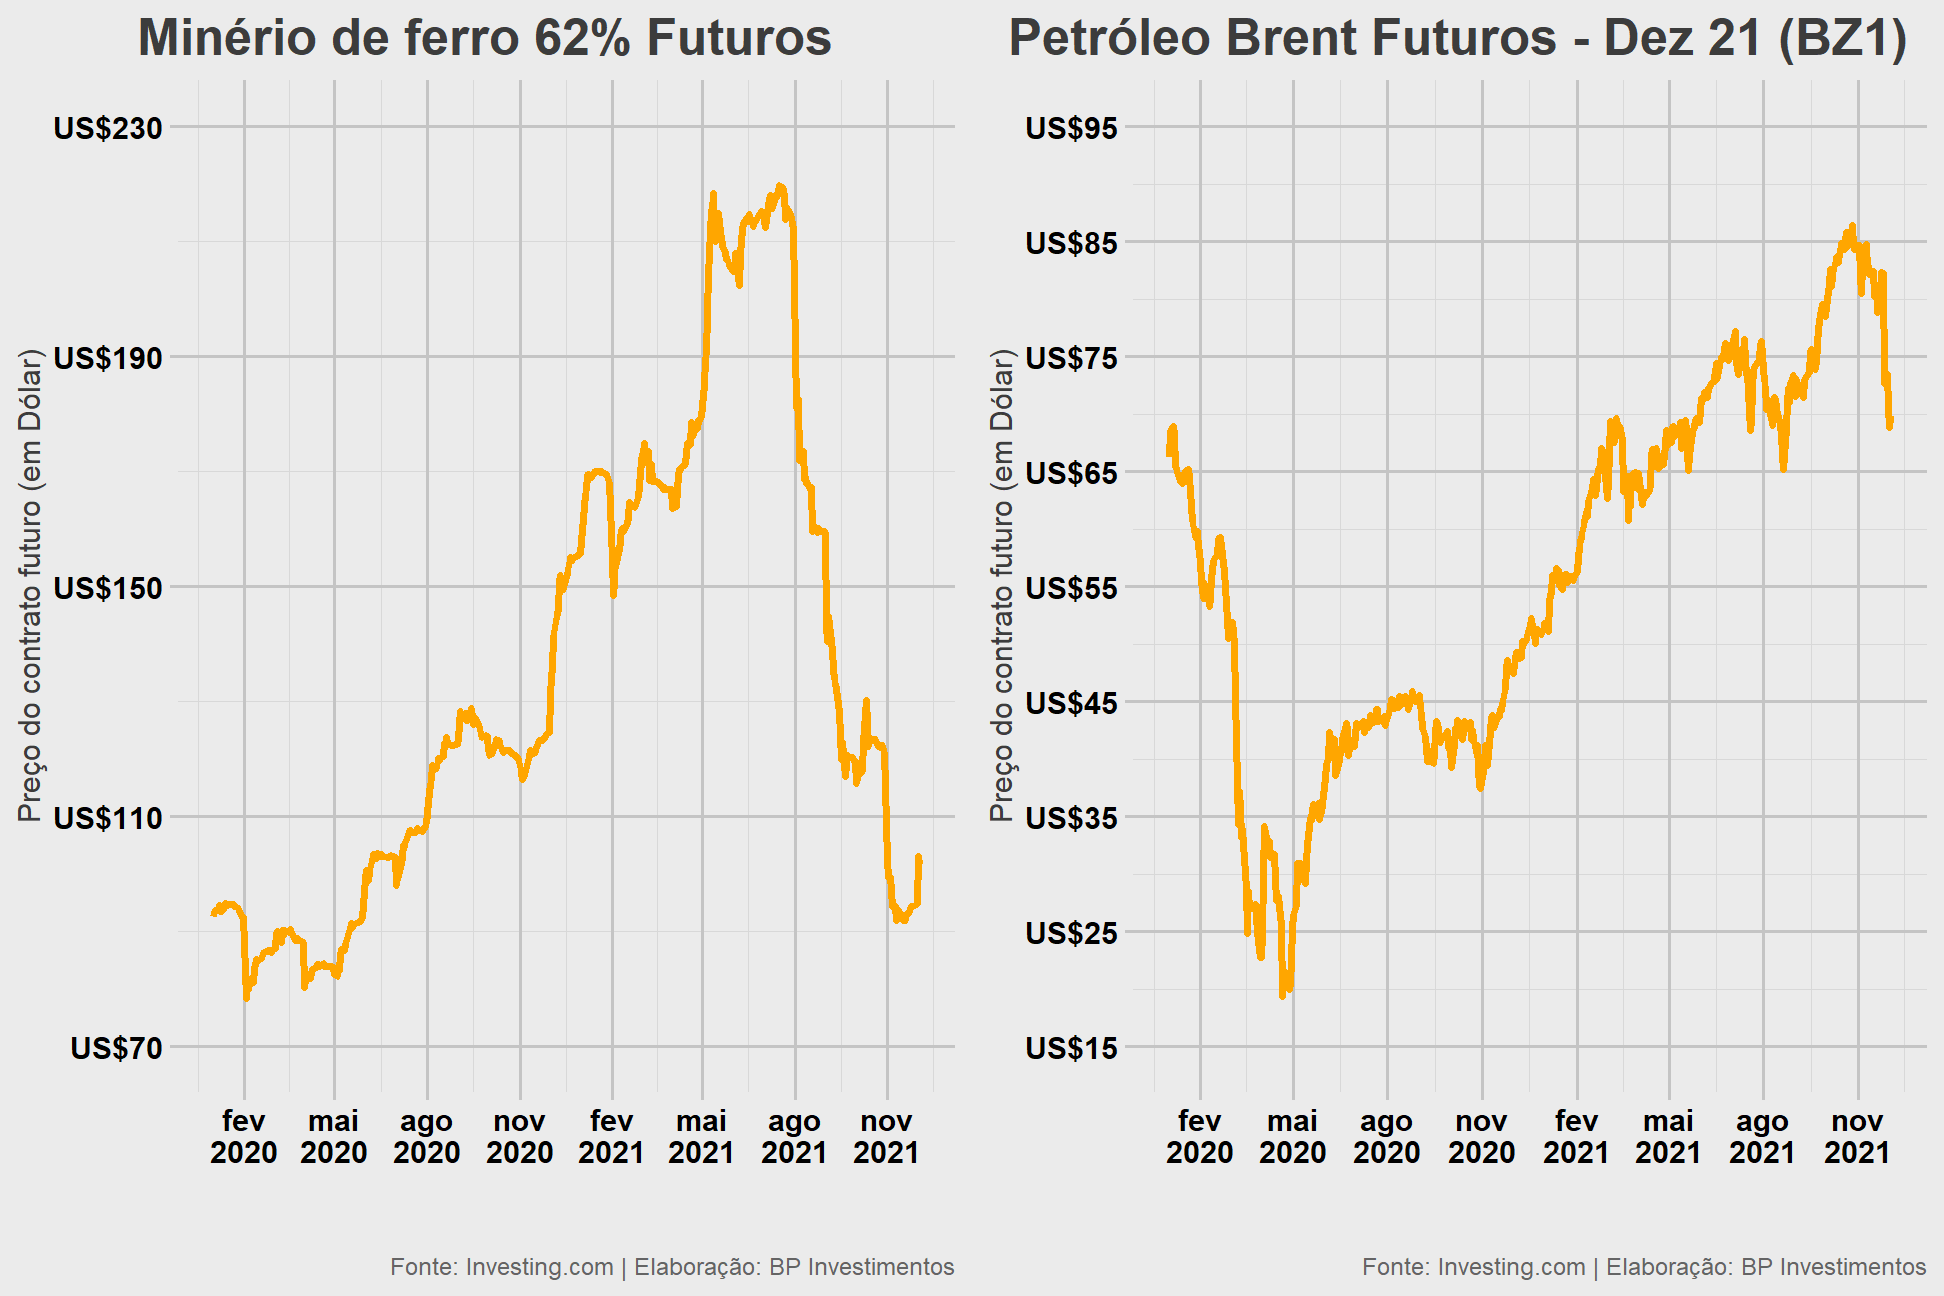 Minério de ferro 62% Futuros
Preço do contrato futuro (em Dólar)
US$230
US$190
US$150
US$110
US$70
fev 2020
mai 2020
ago 2020
nov 2020
fev 2021
mai 2021
ago 2021
nov 2021
Fonte: Investing.com | Elaboração: BP Investimentos
Petróleo Brent Futuros - Dez 21 (BZ1)
Preço do contrato futuro (em Dólar)
US$95
US$85
US$75
US$65
US$55
US$45
US$35
US$25
US$15
fev 2020
mai 2020
ago 2020
nov 2020
fev 2021
mai 2021
ago 2021
nov 2021
Fonte: Investing.com | Elaboração: BP Investimentos